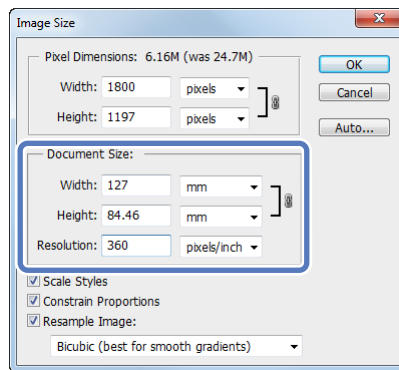 Image Size
Pixel Dimensions: 6.16M (was 24.7M)
OK
Width: 1800 pixels
Cancel
Height: 1197 pixels
Auto...
Document Size:
Width: 127 mm
Height: 84.46 mm
Resolution: 360 pixels/inch
Scale Styles
Constrain Proportions
Resample Image:
Bicubic (best for smooth gradients)